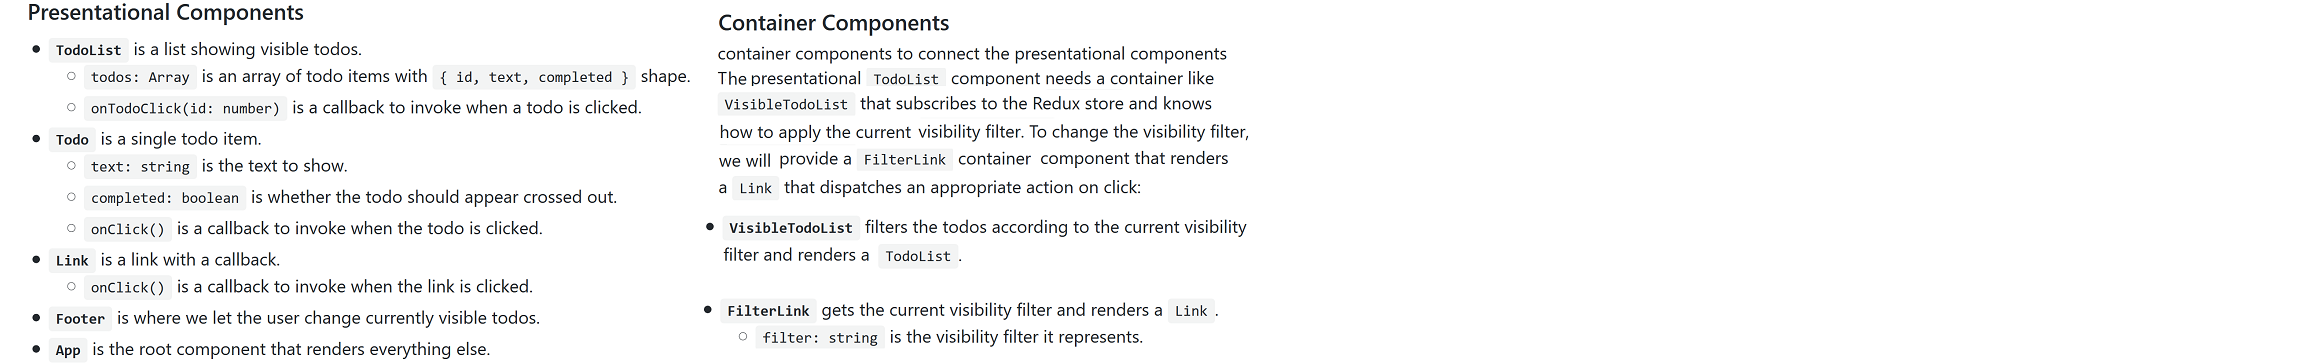 Presentational Components
TodoList is a list showing visible todos.
todos: Array is an array of todo items with { id, text, completed } shape.
onTodoClick(id: number) is a callback to invoke when a todo is clicked.
Todo is a single todo item.
text: string is the text to show.
completed: boolean is whether the todo should appear crossed out.
onClick() is a callback to invoke when the todo is clicked.
Link is a link with a callback.
onClick() is a callback to invoke when the link is clicked.
Footer is where we let the user change currently visible todos.
App is the root component that renders everything else.
Container Components
container components to connect the presentational components
The presentational TodoList component needs a container like
VisibleTodoList that subscribes to the Redux store and knows
how to apply the current visibility filter. To change the visibility filter,
we will provide a FilterLink container component that renders
a Link that dispatches an appropriate action on click:
VisibleTodoList filters the todos according to the current visibility
filter and renders a TodoList.
FilterLink gets the current visibility filter and renders a Link.
filter: string is the visibility filter it represents.